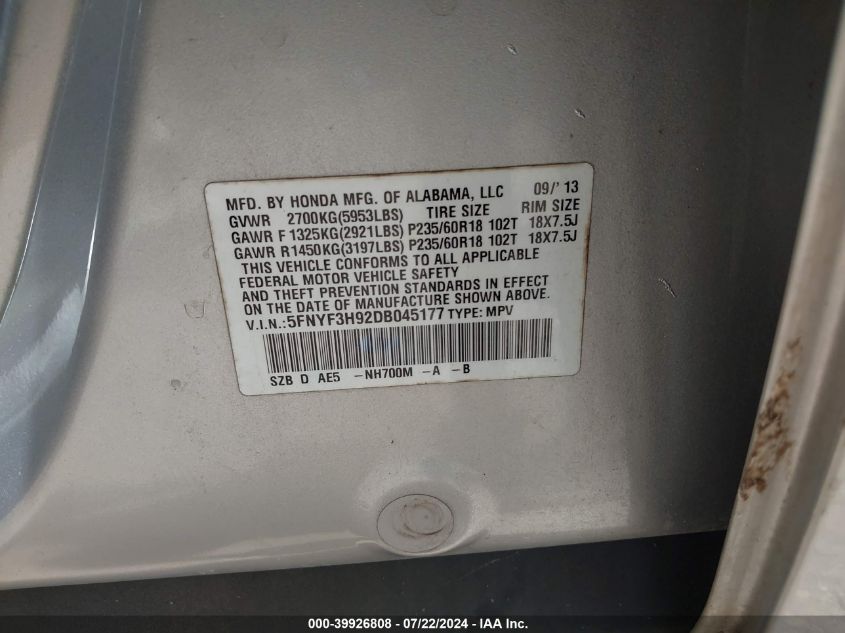 MFD. BY HONDA MFG. OF ALABAMA, LLC 09/' 13
GVWR 2700KG(5953LBS) TIRE SIZE RIM SIZE
GAWR F 1325KG(2921LBS) P235/60R18 102T 18X7.5J
GAWR R1450KG(3197LBS) P235/60R18 102T 18X7.5J
THIS VEHICLE CONFORMS TO ALL APPLICABLE
FEDERAL MOTOR VEHICLE SAFETY
AND THEFT PREVENTION STANDARDS IN EFFECT
ON THE DATE OF MANUFACTURE SHOWN ABOVE.
V.I.N.:5FNYF3H92DB045177 TYPE: MPV
SZB D AE5 -NH700M -A -B
000-39926808 - 07/22/2024 - IAA Inc.